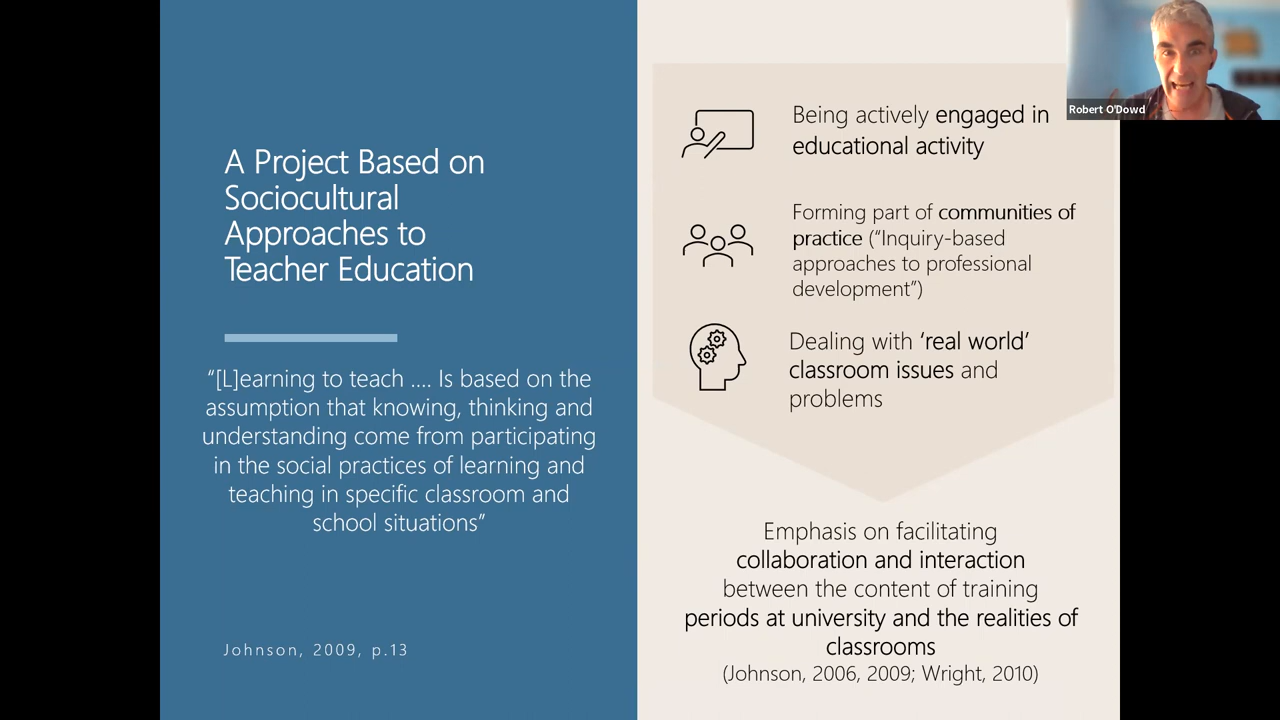 A Project Based on
Sociocultural
Approaches to
Teacher Education
“[L]earning to teach .... Is based on the
assumption that knowing, thinking and
understanding come from participating
in the social practices of learning and
teaching in specific classroom and
school situations”
Johnson, 2009, p.13
Being actively engaged in
educational activity
Forming part of communities of
practice (“Inquiry-based
approaches to professional
development”)
Dealing with ‘real world’
classroom issues and
problems
Emphasis on facilitating
collaboration and interaction
between the content of training
periods at university and the realities of
classrooms
(Johnson, 2006, 2009; Wright, 2010)
Robert O'Dowd